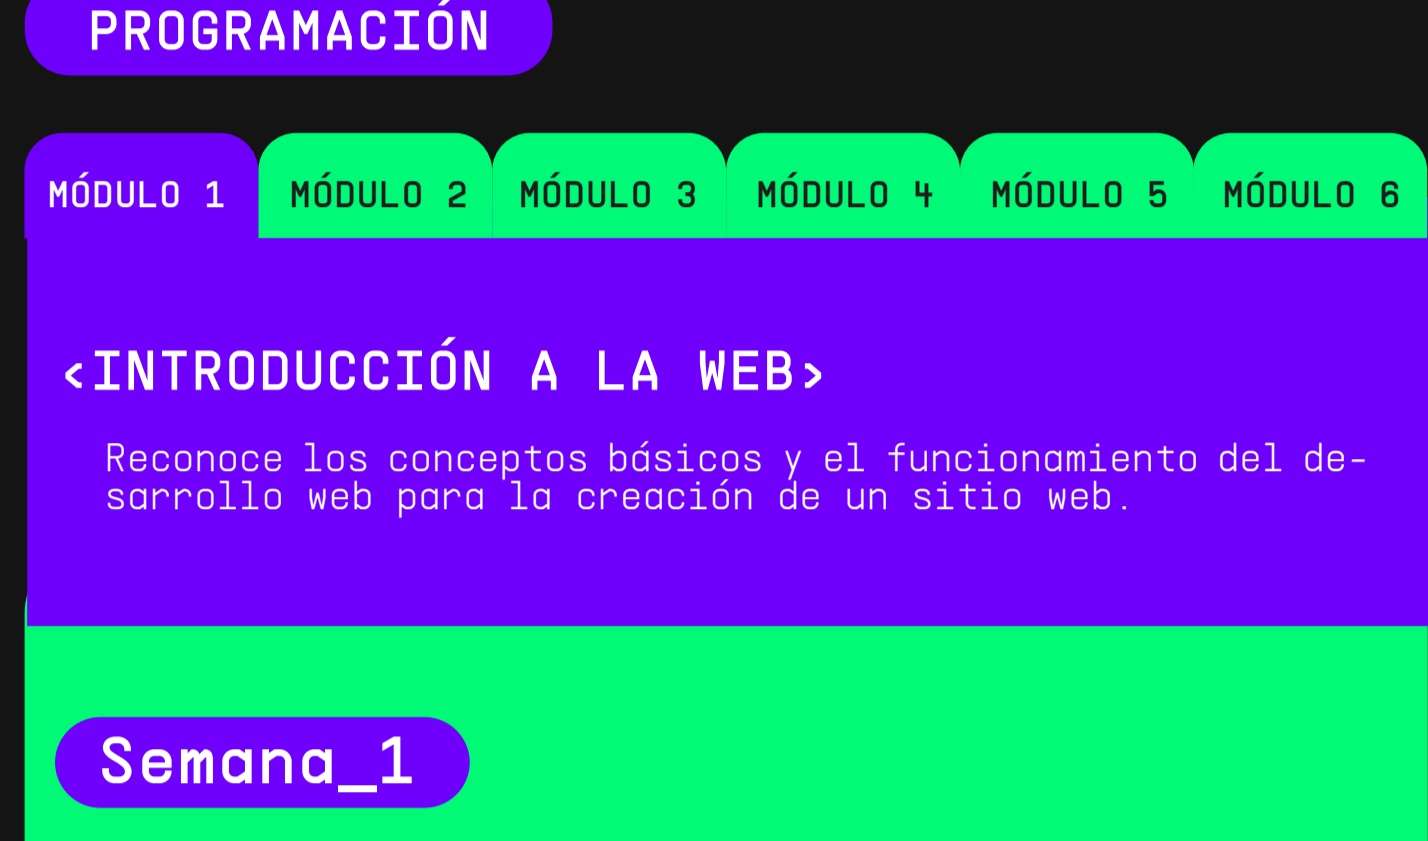 PROGRAMACIÓN
MÓDULO 1 MÓDULO 2 MÓDULO 3 MÓDULO 4 MÓDULO 5 MÓDULO 6
<INTRODUCCIÓN A LA WEB>
Reconoce los conceptos básicos y el funcionamiento del de-
sarrollo web para la creación de un sitio web.
Semana_1